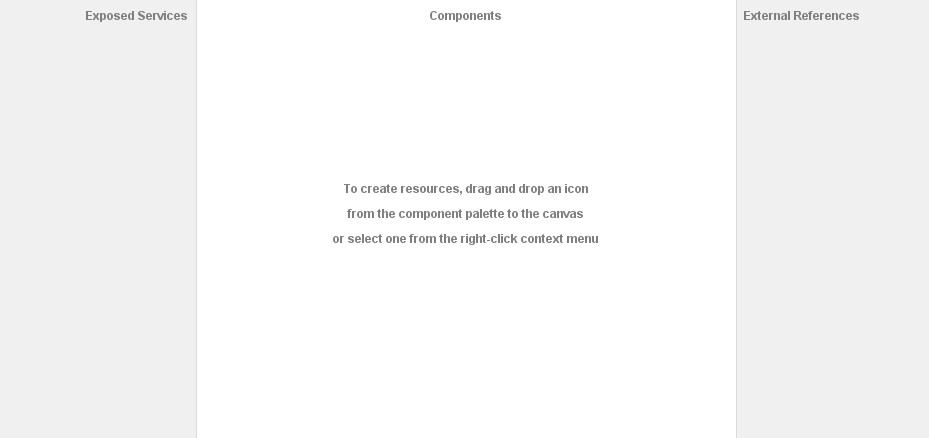 Exposed Services
Components
External References
To create resources, drag and drop an icon
from the component palette to the canvas
or select one from the right-click context menu